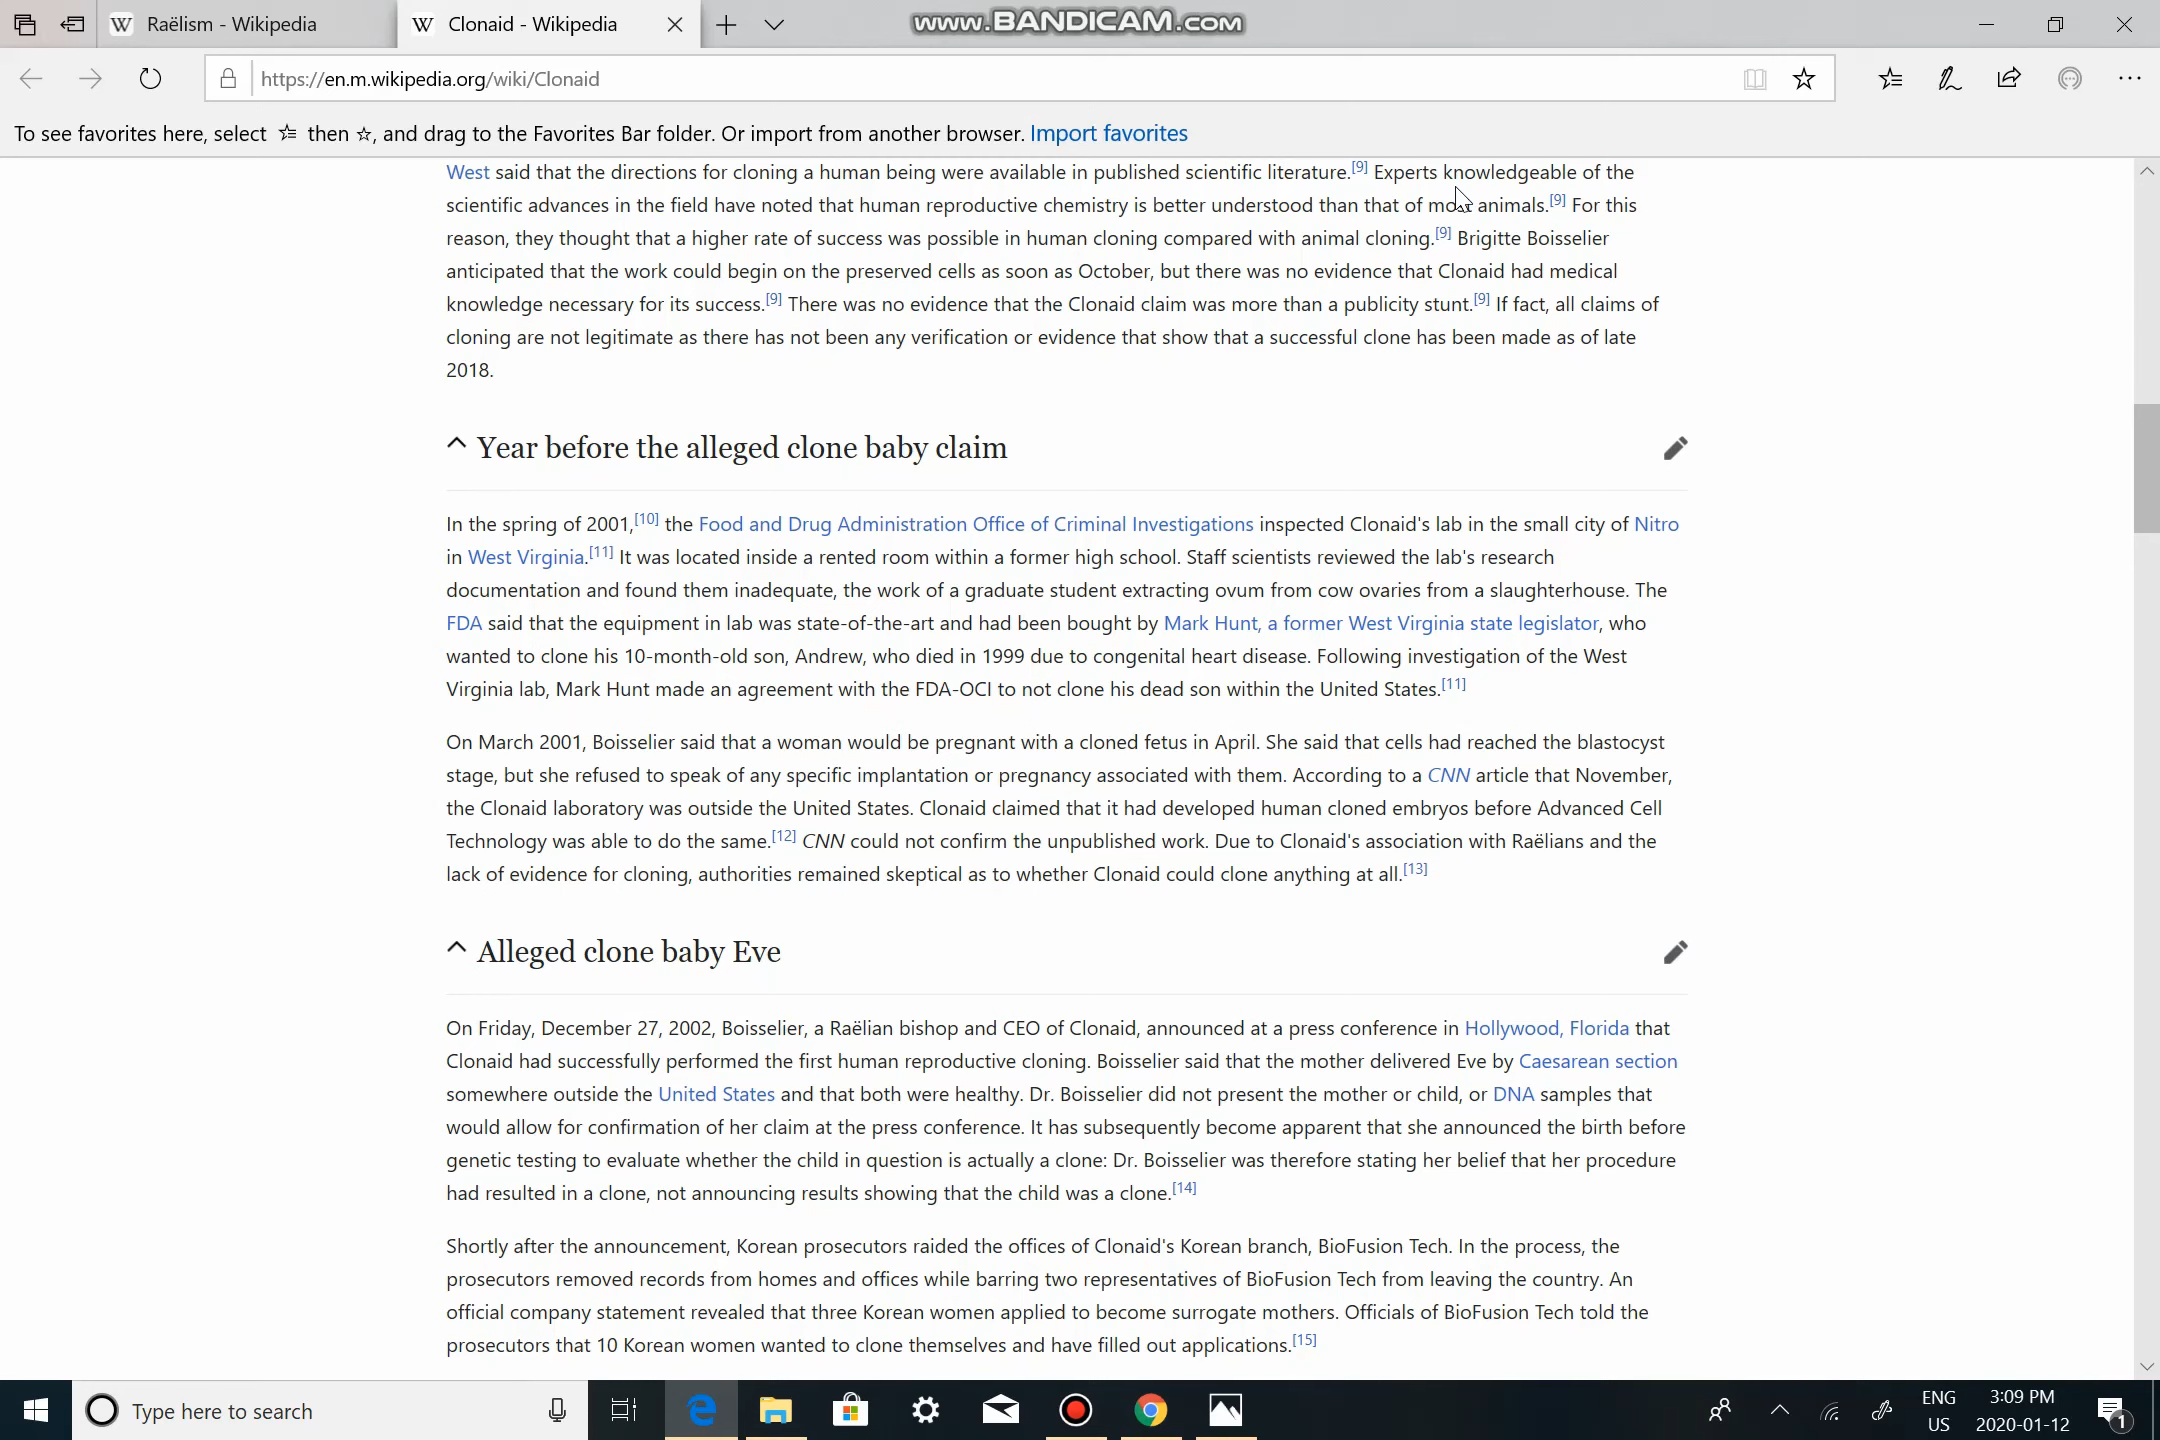 Raëlism - Wikipedia
Clonaid - Wikipedia
www.BANDICAM.com
https://en.m.wikipedia.org/wiki/Clonaid
To see favorites here, select then , and drag to the Favorites Bar folder. Or import from another browser. Import favorites
West said that the directions for cloning a human being were available in published scientific literature.[9] Experts knowledgeable of the
scientific advances in the field have noted that human reproductive chemistry is better understood than that of most animals.[9] For this
reason, they thought that a higher rate of success was possible in human cloning compared with animal cloning.[9] Brigitte Boisselier
anticipated that the work could begin on the preserved cells as soon as October, but there was no evidence that Clonaid had medical
knowledge necessary for its success.[9] There was no evidence that the Clonaid claim was more than a publicity stunt.[9] If fact, all claims of
cloning are not legitimate as there has not been any verification or evidence that show that a successful clone has been made as of late
2018.
Year before the alleged clone baby claim
In the spring of 2001,[10] the Food and Drug Administration Office of Criminal Investigations inspected Clonaid's lab in the small city of Nitro
in West Virginia.[11] It was located inside a rented room within a former high school. Staff scientists reviewed the lab's research
documentation and found them inadequate, the work of a graduate student extracting ovum from cow ovaries from a slaughterhouse. The
FDA said that the equipment in lab was state-of-the-art and had been bought by Mark Hunt, a former West Virginia state legislator, who
wanted to clone his 10-month-old son, Andrew, who died in 1999 due to congenital heart disease. Following investigation of the West
Virginia lab, Mark Hunt made an agreement with the FDA-OCI to not clone his dead son within the United States.[11]
On March 2001, Boisselier said that a woman would be pregnant with a cloned fetus in April. She said that cells had reached the blastocyst
stage, but she refused to speak of any specific implantation or pregnancy associated with them. According to a CNN article that November,
the Clonaid laboratory was outside the United States. Clonaid claimed that it had developed human cloned embryos before Advanced Cell
Technology was able to do the same.[12] CNN could not confirm the unpublished work. Due to Clonaid's association with Raëlians and the
lack of evidence for cloning, authorities remained skeptical as to whether Clonaid could clone anything at all.[13]
Alleged clone baby Eve
On Friday, December 27, 2002, Boisselier, a Raëlian bishop and CEO of Clonaid, announced at a press conference in Hollywood, Florida that
Clonaid had successfully performed the first human reproductive cloning. Boisselier said that the mother delivered Eve by Caesarean section
somewhere outside the United States and that both were healthy. Dr. Boisselier did not present the mother or child, or DNA samples that
would allow for confirmation of her claim at the press conference. It has subsequently become apparent that she announced the birth before
genetic testing to evaluate whether the child in question is actually a clone: Dr. Boisselier was therefore stating her belief that her procedure
had resulted in a clone, not announcing results showing that the child was a clone.[14]
Shortly after the announcement, Korean prosecutors raided the offices of Clonaid's Korean branch, BioFusion Tech. In the process, the
prosecutors removed records from homes and offices while barring two representatives of BioFusion Tech from leaving the country. An
official company statement revealed that three Korean women applied to become surrogate mothers. Officials of BioFusion Tech told the
prosecutors that 10 Korean women wanted to clone themselves and have filled out applications.[15]
Type here to search
ENG
US
3:09 PM
2020-01-12
1